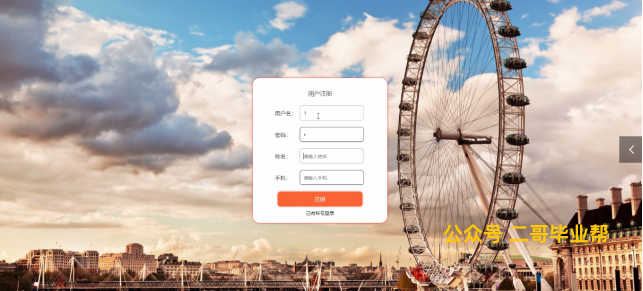 用户注册
用户名: 1
密码:
姓名: 请输入姓名
手机: 请输入手机
注册
已有账号登录
公众号 二哥毕业帮